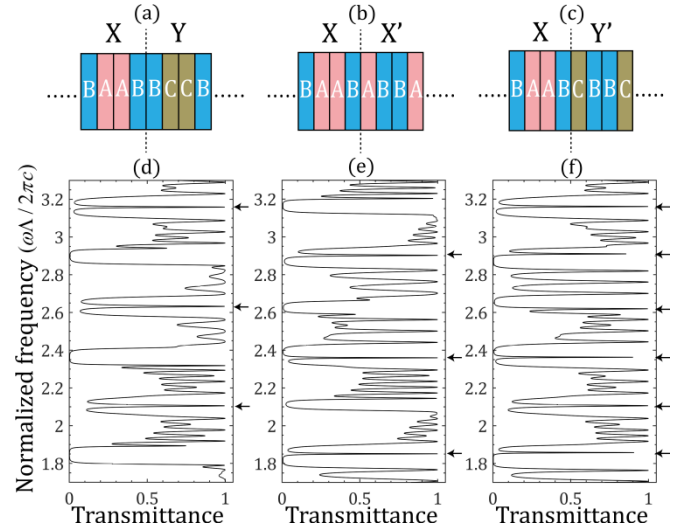 (a)
X Y
..... B A A B B C C B .....
(b)
X X'
..... B A A B A B B A .....
(c)
X Y'
..... B A A B C B B C .....
(d)
(e)
(f)
Normalized frequency (ωΛ / 2πc)
3.2
3
2.8
2.6
2.4
2.2
2
1.8
0 0.5 1
Transmittance
3.2
3
2.8
2.6
2.4
2.2
2
1.8
0 0.5 1
Transmittance
3.2
3
2.8
2.6
2.4
2.2
2
1.8
0 0.5 1
Transmittance